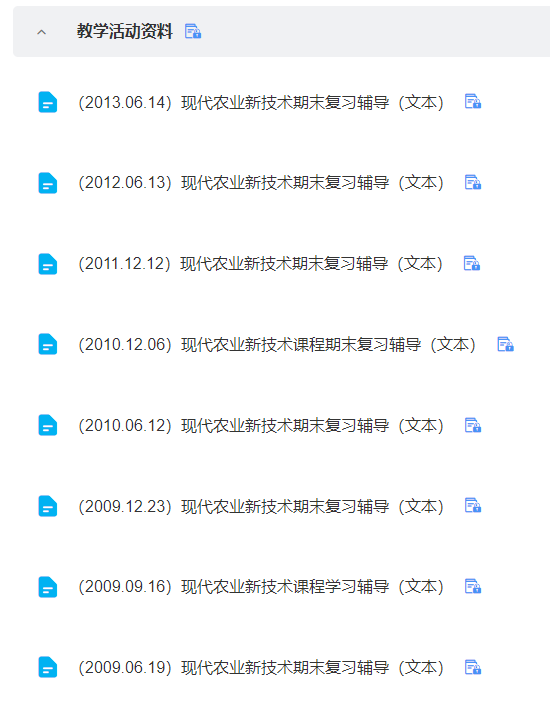 教学活动资料
（2013.06.14）现代农业新技术期末复习辅导（文本）
（2012.06.13）现代农业新技术期末复习辅导（文本）
（2011.12.12）现代农业新技术期末复习辅导（文本）
（2010.12.06）现代农业新技术课程期末复习辅导（文本）
（2010.06.12）现代农业新技术期末复习辅导（文本）
（2009.12.23）现代农业新技术期末复习辅导（文本）
（2009.09.16）现代农业新技术课程学习辅导（文本）
（2009.06.19）现代农业新技术期末复习辅导（文本）